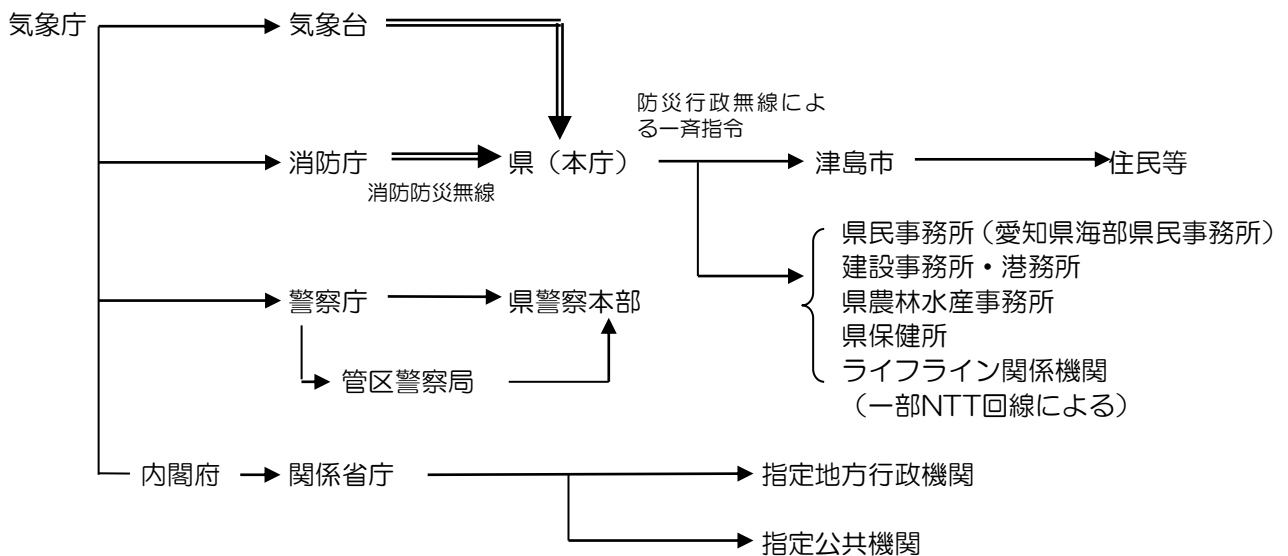 気象庁
気象台
防災行政無線によ
る一斉指令
消防庁
県（本庁）
津島市
住民等
消防防災無線
県民事務所（愛知県海部県民事務所）
建設事務所・港務所
県農林水産事務所
県保健所
ライフライン関係機関
（一部NTT回線による）
警察庁
県警察本部
管区警察局
内閣府
関係省庁
指定地方行政機関
指定公共機関